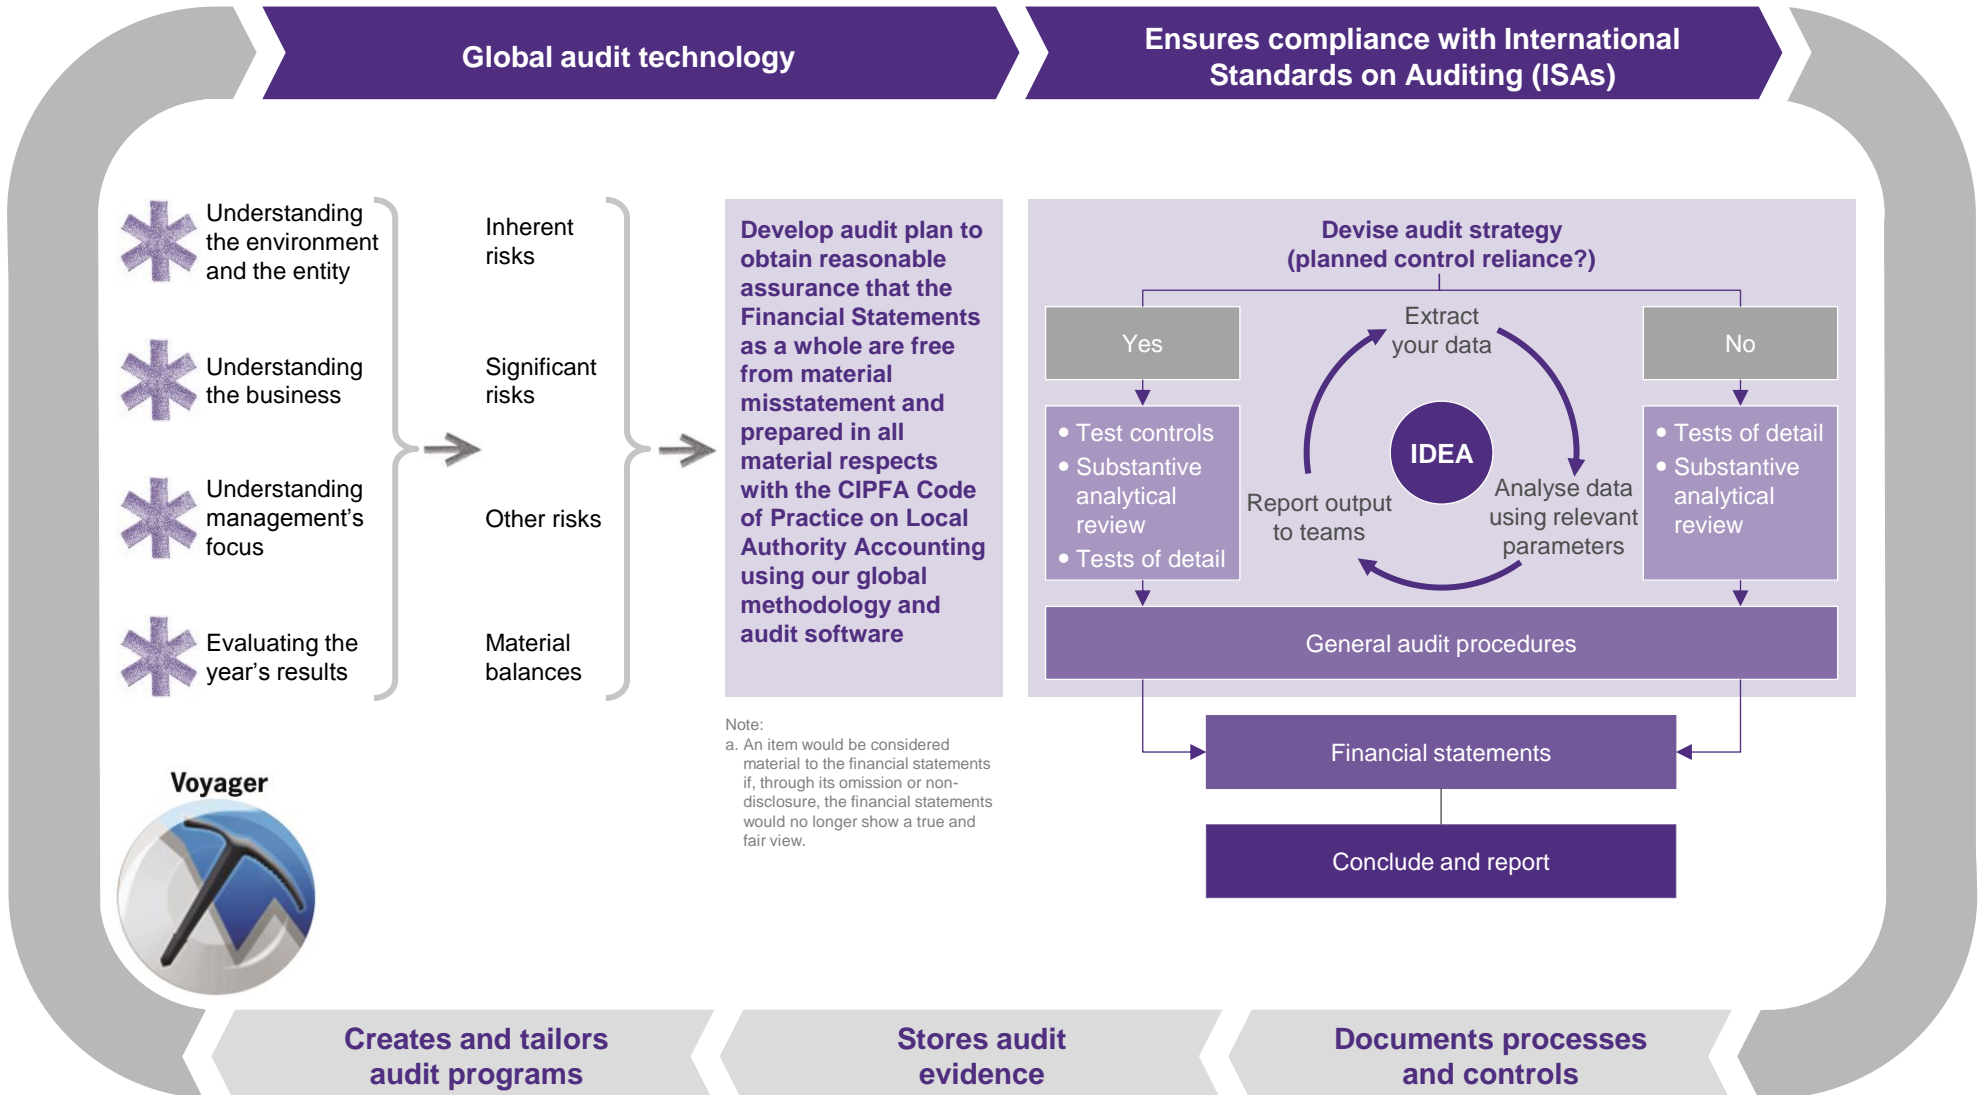 Global audit technology
Ensures compliance with International
Standards on Auditing (ISAs)
Understanding
the environment
and the entity
Understanding
the business
Understanding
management’s
focus
Evaluating the
year’s results
Inherent
risks
Significant
risks
Other risks
Material
balances
Develop audit plan to
obtain reasonable
assurance that the
Financial Statements
as a whole are free
from material
misstatement and
prepared in all
material respects
with the CIPFA Code
of Practice on Local
Authority Accounting
using our global
methodology and
audit software
Note:
a. An item would be considered
material to the financial statements
if, through its omission or non-
disclosure, the financial statements
would no longer show a true and
fair view.
Devise audit strategy
(planned control reliance?)
Yes
• Test controls
• Substantive
analytical
review
• Tests of detail
Extract
your data
IDEA
Analyse data
using relevant
parameters
Report output
to teams
No
• Tests of detail
• Substantive
analytical
review
General audit procedures
Financial statements
Conclude and report
Voyager
Creates and tailors
audit programs
Stores audit
evidence
Documents processes
and controls